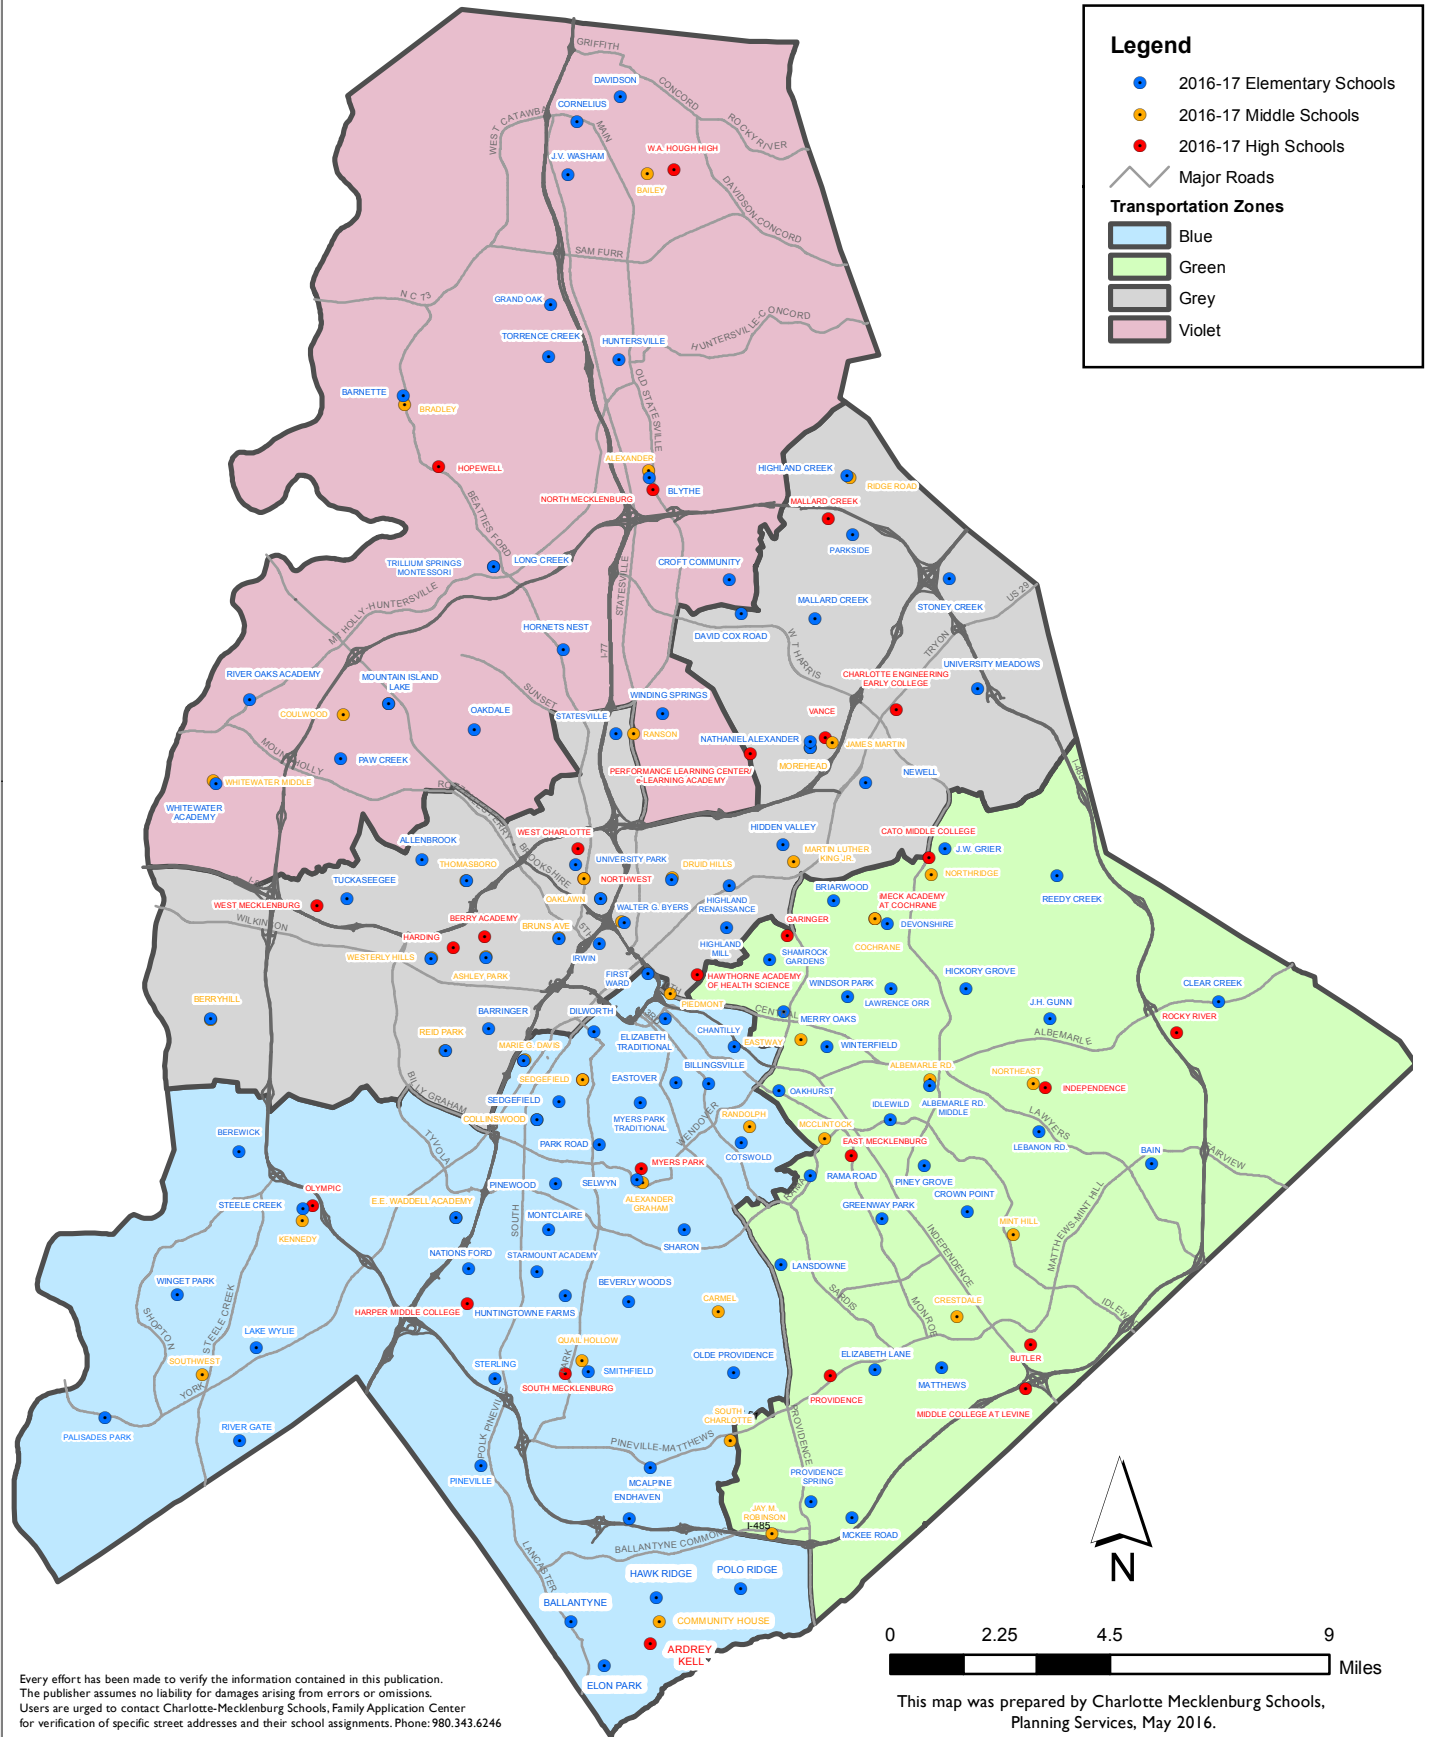 Legend
2016-17 Elementary Schools
2016-17 Middle Schools
2016-17 High Schools
Major Roads
Transportation Zones
Blue
Green
Grey
Violet
GRIFFITH
DAVIDSON
CONCORD
CORNELIUS
WEST CATAWBA
MAIN
ROCKY RIVER
W.A. HOUGH HIGH
J.V. WASHAM
BAILEY
DAVIDSON-CONCORD
SAM FURR
N C 73
GRAND OAK
HUNTERSVILLE-CONCORD
TORRENCE CREEK
HUNTERSVILLE
OLD STATESVILLE
BARNETTE
BRADLEY
ALEXANDER
HOPEWELL
HIGHLAND CREEK
RIDGE ROAD
BLYTHE
NORTH MECKLENBURG
MALLARD CREEK
BEATTIES FORD
PARKSIDE
TRILLIUM SPRINGS
MONTESSORI
LONG CREEK
CROFT COMMUNITY
STATESVILLE
MT HOLLY-HUNTERSVILLE
MALLARD CREEK
STONEY CREEK
US 29
HORNETS NEST
DAVID COX ROAD
W T HARRIS
TRYON
I-77
UNIVERSITY MEADOWS
RIVER OAKS ACADEMY
MOUNTAIN ISLAND
LAKE
CHARLOTTE ENGINEERING
EARLY COLLEGE
SUNSET
WINDING SPRINGS
COULWOOD
OAKDALE
STATESVILLE
VANCE
RANSON
NATHANIEL ALEXANDER
JAMES MARTIN
MOUNT HOLLY
PAW CREEK
MOREHEAD
PERFORMANCE LEARNING CENTER/
e-LEARNING ACADEMY
NEWELL
I-485
WHITEWATER MIDDLE
WHITEWATER
ACADEMY
HIDDEN VALLEY
WEST CHARLOTTE
CATO MIDDLE COLLEGE
ALLENBROOK
BROOKSHIRE
UNIVERSITY PARK
DRUID HILLS
MARTIN LUTHER
KING JR.
J.W. GRIER
THOMASBORO
NORTHWEST
NORTHRIDGE
TUCKASEEGEE
BRIARWOOD
REEDY CREEK
WEST MECKLENBURG
OAKLAWN
WALTER G. BYERS
HIGHLAND
RENAISSANCE
iMECK ACADEMY
AT COCHRANE
WILKINSON
BERRY ACADEMY
BRUNS AVE
5TH
GARINGER
DEVONSHIRE
HARDING
HIGHLAND
MILL
COCHRANE
WESTERLY HILLS
IRWIN
SHAMROCK
GARDENS
ASHLEY PARK
FIRST
WARD
HAWTHORNE ACADEMY
OF HEALTH SCIENCE
WINDSOR PARK
LAWRENCE ORR
HICKORY GROVE
CLEAR CREEK
BERRYHILL
PIEDMONT
CENTRAL
J.H. GUNN
BARRINGER
DILWORTH
3RD
MERRY OAKS
ROCKY RIVER
REID PARK
ELIZABETH
TRADITIONAL
CHANTILLY
EASTWAY
WINTERFIELD
ALBEMARLE
MARIE G. DAVIS
BILLINGSVILLE
ALBEMARLE RD.
SEDGEFIELD
EASTOVER
OAKHURST
NORTHEAST
INDEPENDENCE
BILLY GRAHAM
SEDGEFIELD
ALBEMARLE RD.
MIDDLE
COLLINSWOOD
MYERS PARK
TRADITIONAL
WENDOVER
RANDOLPH
IDLEWILD
LAWYERS
BEREWICK
TYVOLA
PARK ROAD
COTSWOLD
MCCLINTOCK
EAST MECKLENBURG
LEBANON RD.
BAIN
FAIRVIEW
MYERS PARK
OLYMPIC
PINEWOOD
SELWYN
RAMA
RAMA ROAD
PINEY GROVE
CROWN POINT
STEELE CREEK
E.E. WADDELL ACADEMY
ALEXANDER
GRAHAM
GREENWAY PARK
KENNEDY
SOUTH
MONTCLAIRE
MINT HILL
MATTHEWS-MINT HILL
NATIONS FORD
STARMOUNT ACADEMY
SHARON
INDEPENDENCE
WINGET PARK
BEVERLY WOODS
LANSDOWNE
HARPER MIDDLE COLLEGE
HUNTINGTOWNE FARMS
CARMEL
SARDIS
MONROE
CRESTDALE
SHOPTON
STEELE CREEK
LAKE WYLIE
QUAIL HOLLOW
BUTLER
SOUTHWEST
STERLING
SMITHFIELD
OLDE PROVIDENCE
ELIZABETH LANE
MATTHEWS
YORK
SOUTH MECKLENBURG
PROVIDENCE
MIDDLE COLLEGE AT LEVINE
PALISADES PARK
RIVER GATE
SOUTH
CHARLOTTE
PROVIDENCE
PINEVILLE-MATTHEWS
PINEVILLE
MCALPINE
PROVIDENCE
SPRING
ENDHAVEN
JAY M.
ROBINSON
I-485
MCKEE ROAD
BALLANTYNE COMMONS
LANCASTER
HAWK RIDGE
POLO RIDGE
BALLANTYNE
COMMUNITY HOUSE
ARDREY
KELL
ELON PARK
N
0
2.25
4.5
9
Miles
Every effort has been made to verify the information contained in this publication.
The publisher assumes no liability for damages arising from errors or omissions.
Users are urged to contact Charlotte-Mecklenburg Schools, Family Application Center
for verification of specific street addresses and their school assignments. Phone: 980.343.6246
This map was prepared by Charlotte Mecklenburg Schools,
Planning Services, May 2016.